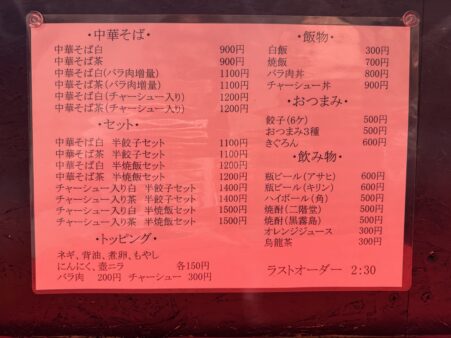 ・中華そば・
中華そば白 900円
中華そば茶 900円
中華そば白(バラ肉増量) 1100円
中華そば茶(バラ肉増量) 1100円
中華そば白(チャーシュー入り) 1200円
中華そば茶(チャーシュー入り) 1200円
・セット・
中華そば白 半餃子セット 1100円
中華そば茶 半餃子セット 1100円
中華そば白 半焼飯セット 1200円
中華そば茶 半焼飯セット 1200円
チャーシュー入り白 半餃子セット 1400円
チャーシュー入り茶 半餃子セット 1400円
チャーシュー入り白 半焼飯セット 1500円
チャーシュー入り茶 半焼飯セット 1500円
・トッピング・
ネギ、背油、煮卵、もやし
にんにく、壺ニラ 各150円
バラ肉 200円 チャーシュー 300円
・飯物・
白飯 300円
焼飯 700円
バラ肉丼 800円
チャーシュー丼 900円
・おつまみ・
餃子(6ケ) 500円
おつまみ3種 500円
きぐろん 500円
・飲み物・
瓶ビール(アサヒ) 600円
瓶ビール(キリン) 600円
ハイボール(角) 500円
焼酎(二階堂) 500円
焼酎(黒霧島) 500円
オレンジジュース 300円
烏龍茶 300円
ラストオーダー 2:30